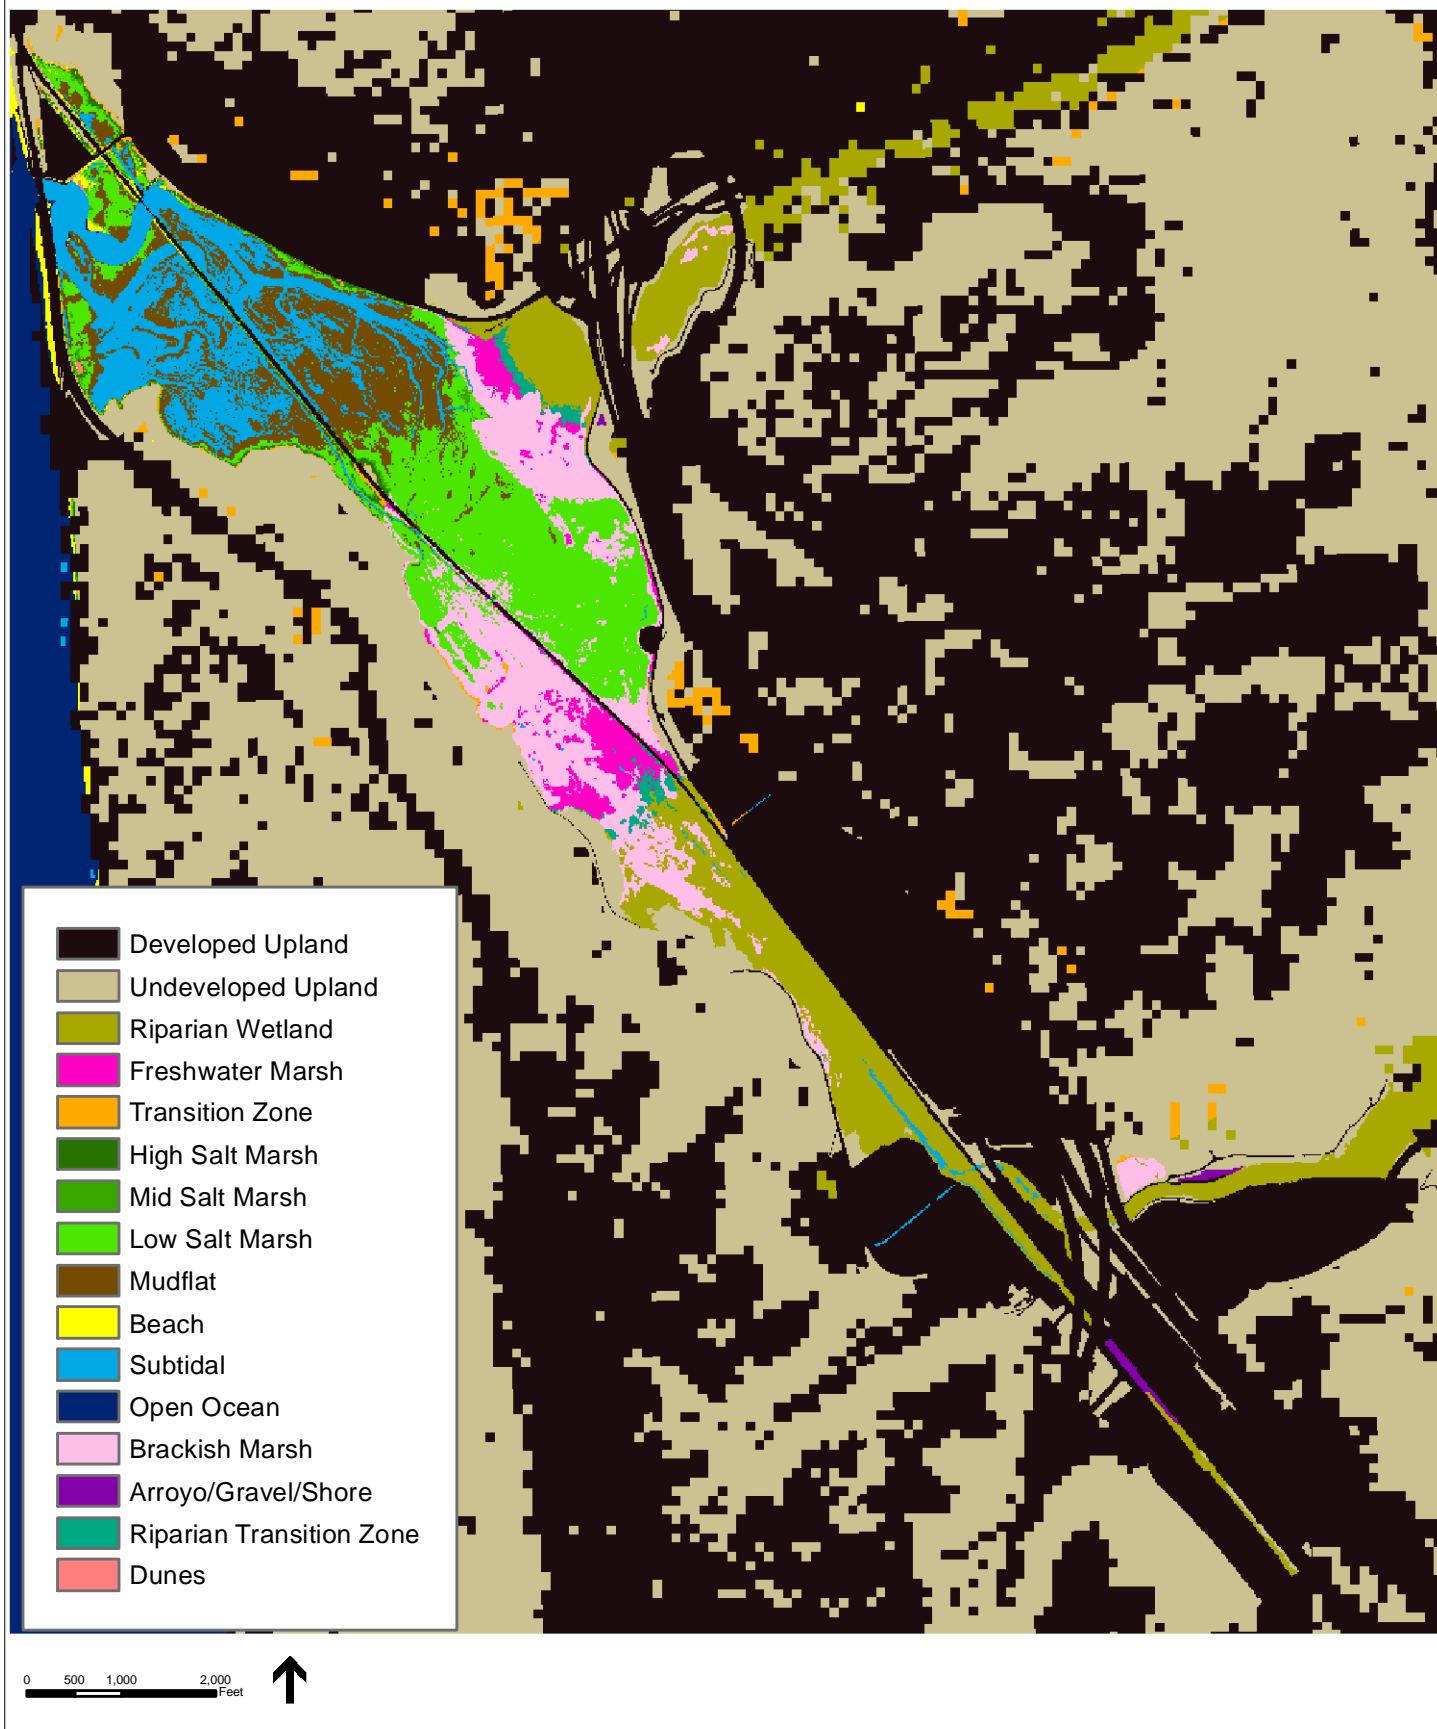 Developed Upland
Undeveloped Upland
Riparian Wetland
Freshwater Marsh
Transition Zone
High Salt Marsh
Mid Salt Marsh
Low Salt Marsh
Mudflat
Beach
Subtidal
Open Ocean
Brackish Marsh
Arroyo/Gravel/Shore
Riparian Transition Zone
Dunes
0 500 1,000 2,000
Feet